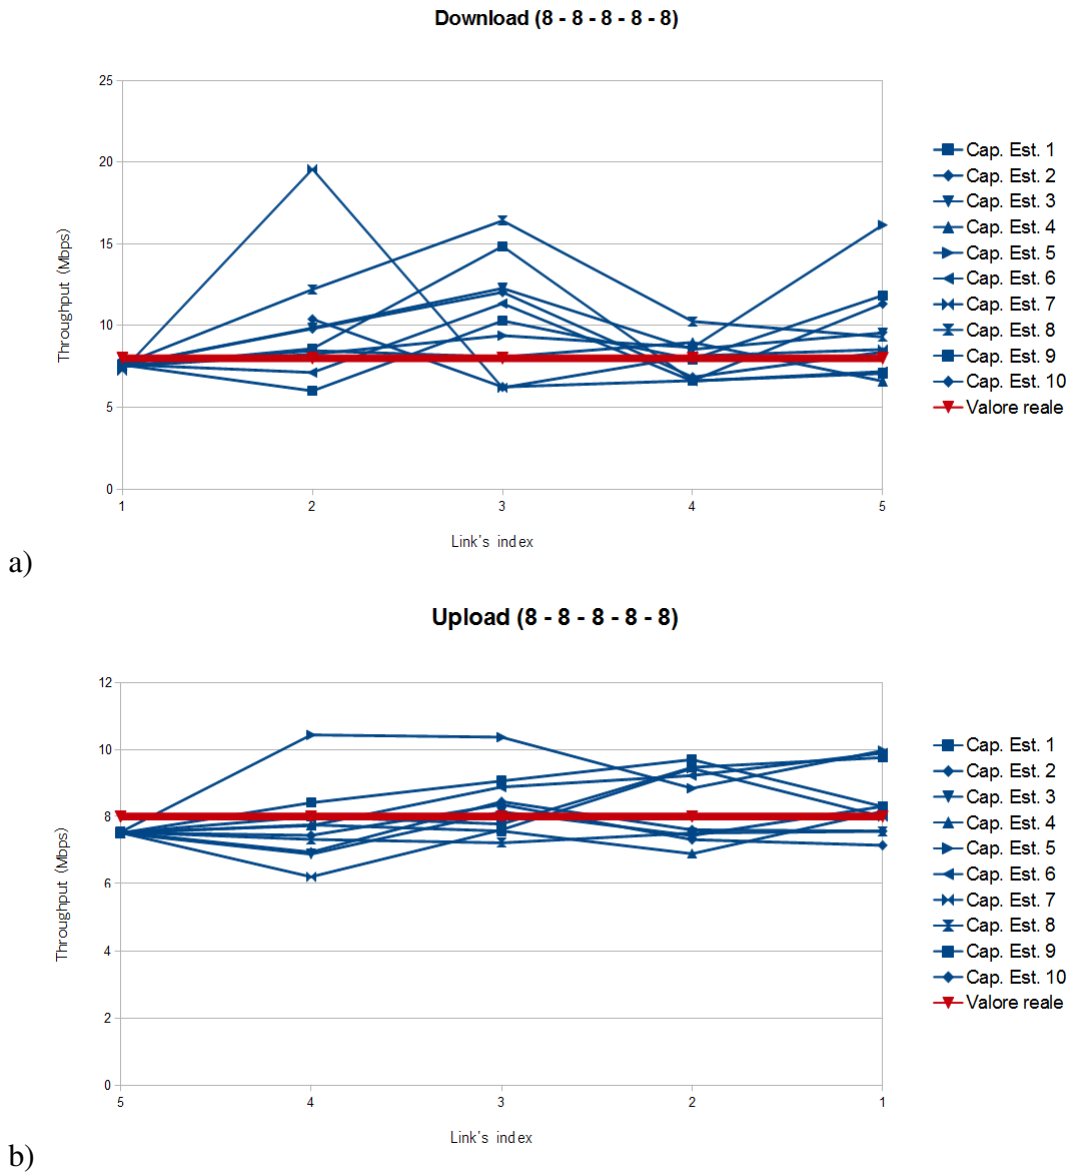 Download (8 - 8 - 8 - 8 - 8)
25
20
15
10
5
0
Throughput (Mbps)
1 2 3 4 5
Link's index
Cap. Est. 1
Cap. Est. 2
Cap. Est. 3
Cap. Est. 4
Cap. Est. 5
Cap. Est. 6
Cap. Est. 7
Cap. Est. 8
Cap. Est. 9
Cap. Est. 10
Valore reale
a)
Upload (8 - 8 - 8 - 8 - 8)
12
10
8
6
4
2
0
Throughput (Mbps)
5 4 3 2 1
Link's index
Cap. Est. 1
Cap. Est. 2
Cap. Est. 3
Cap. Est. 4
Cap. Est. 5
Cap. Est. 6
Cap. Est. 7
Cap. Est. 8
Cap. Est. 9
Cap. Est. 10
Valore reale
b)